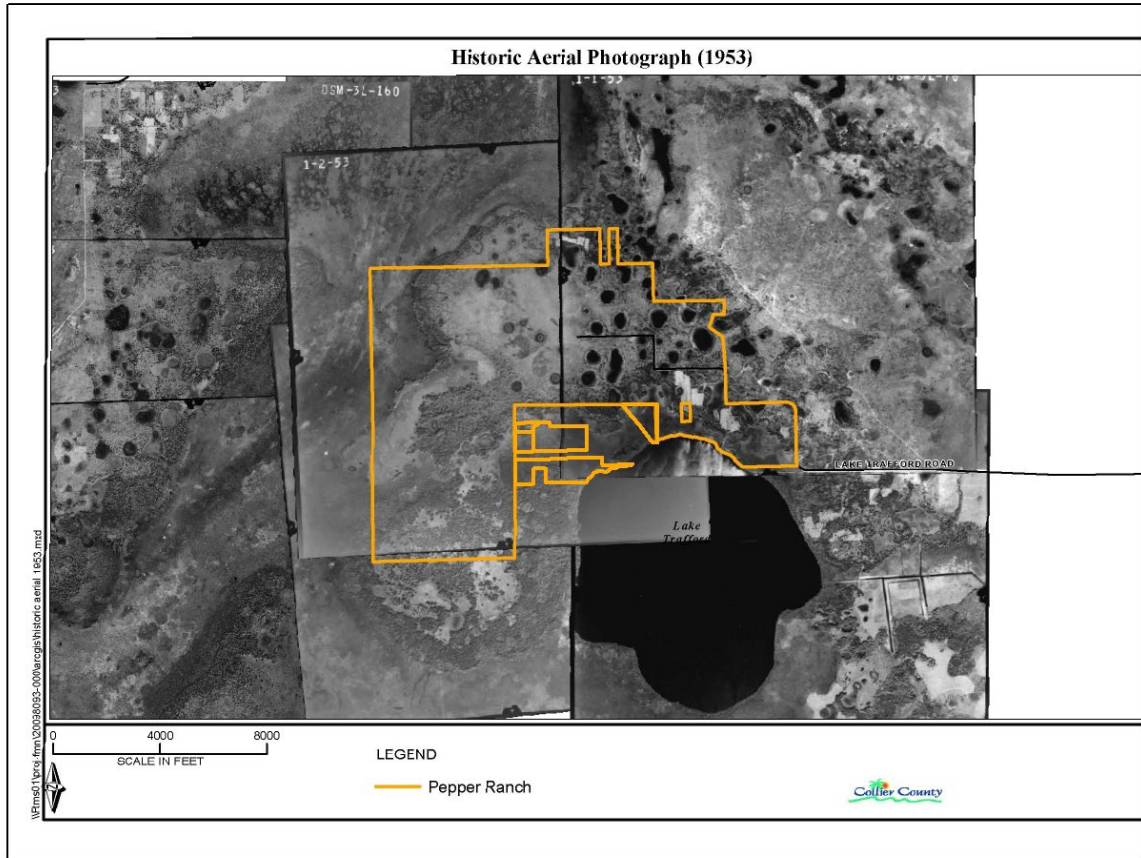 Historic Aerial Photograph (1953)
3
DSM-3L-160
1-1-53
1-2-53
LAKE TRAFFORD ROAD
Lake
Trafford
0 4000 8000
SCALE IN FEET
LEGEND
Pepper Ranch
Collier County